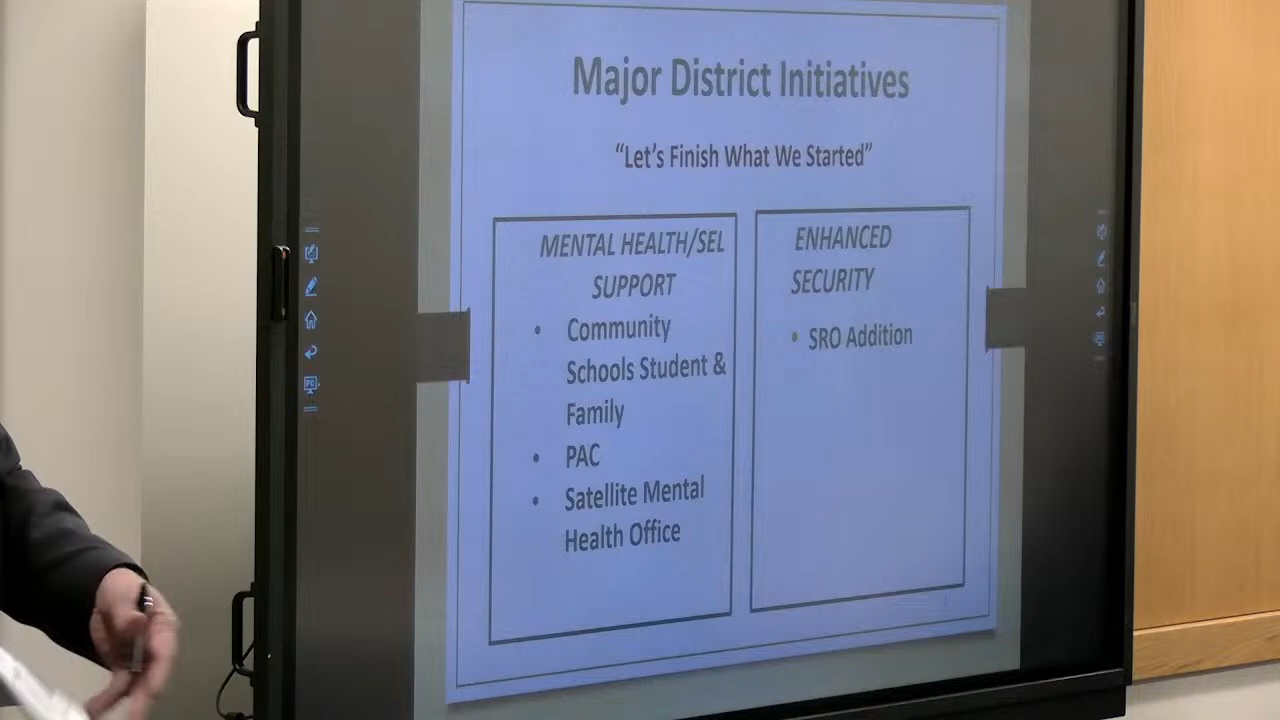 Major District Initiatives
“Let’s Finish What We Started”
MENTAL HEALTH/SEL
SUPPORT
• Community
Schools Student &
Family
• PAC
• Satellite Mental
Health Office
ENHANCED
SECURITY
• SRO Addition
PC